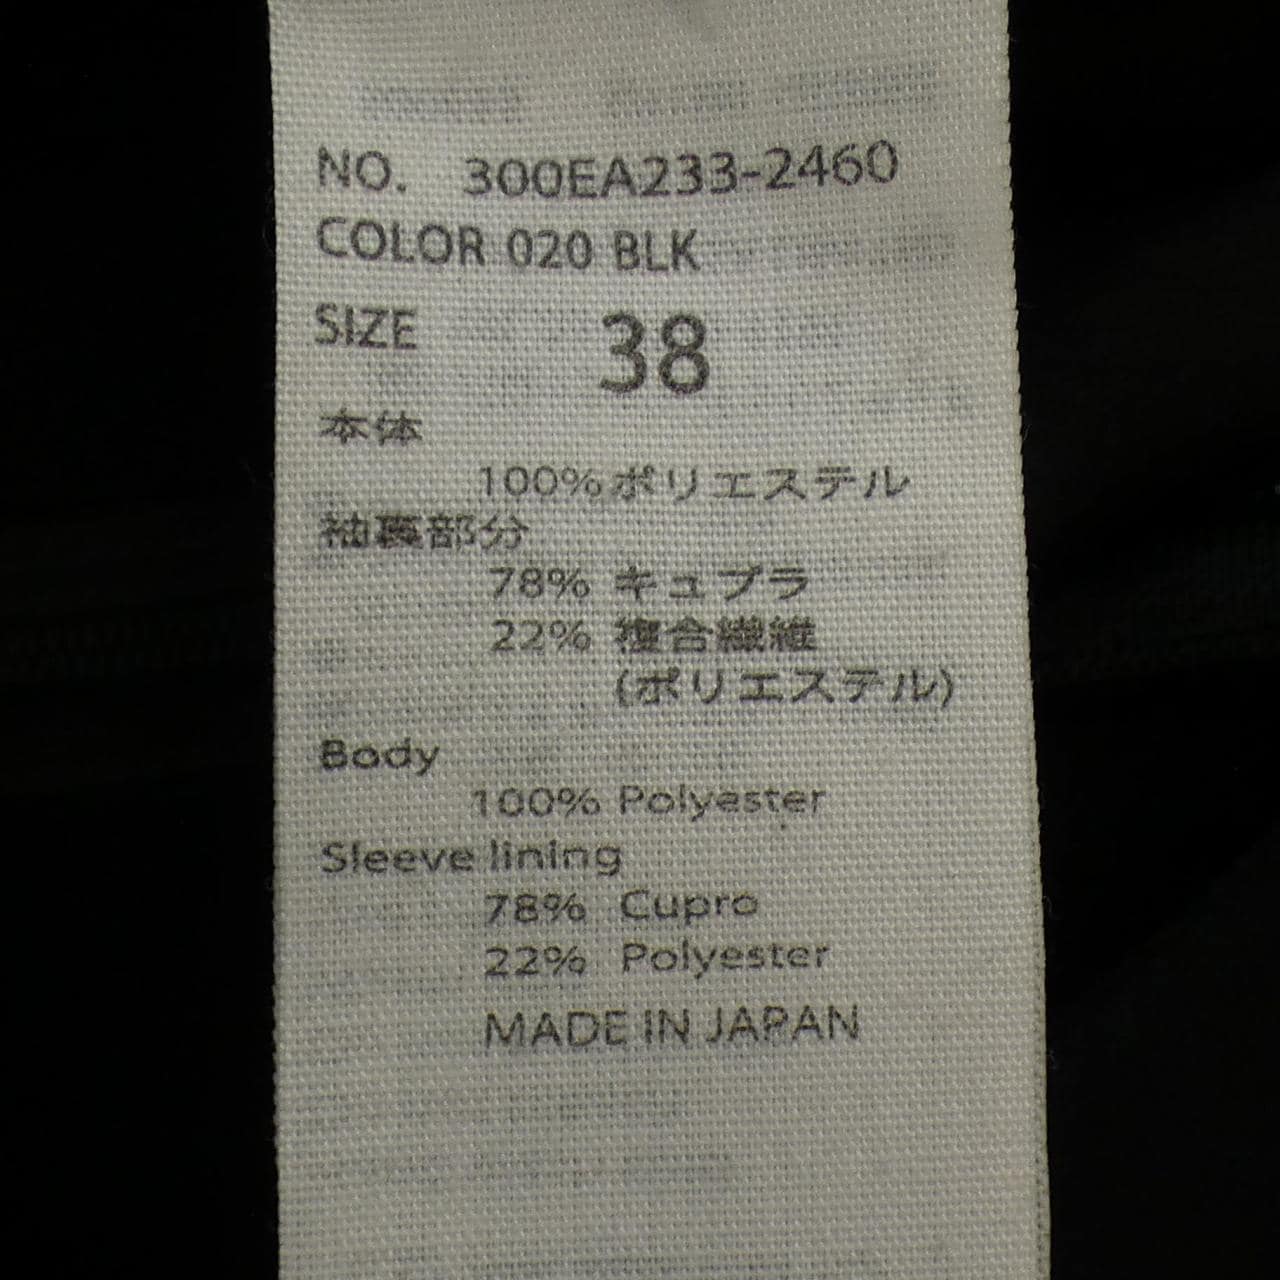 NO. 300EA233-2460
COLOR 020 BLK
SIZE 38
本体
100%ポリエステル
袖裏部分
78% キュプラ
22% 複合繊維
(ポリエステル)
Body
100% Polyester
Sleeve lining
78% Cupro
22% Polyester
MADE IN JAPAN